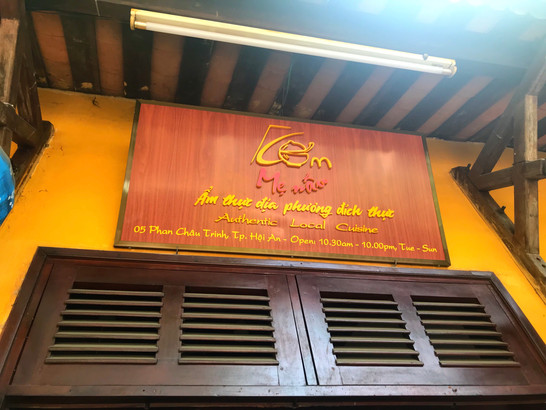 Cơm
Mẹ nấu
Ẩm thực địa phương đích thực
Authentic Local Cuisine
05 Phan Châu Trinh, Tp. Hội An - Open: 10.30am - 10.00pm, Tue - Sun